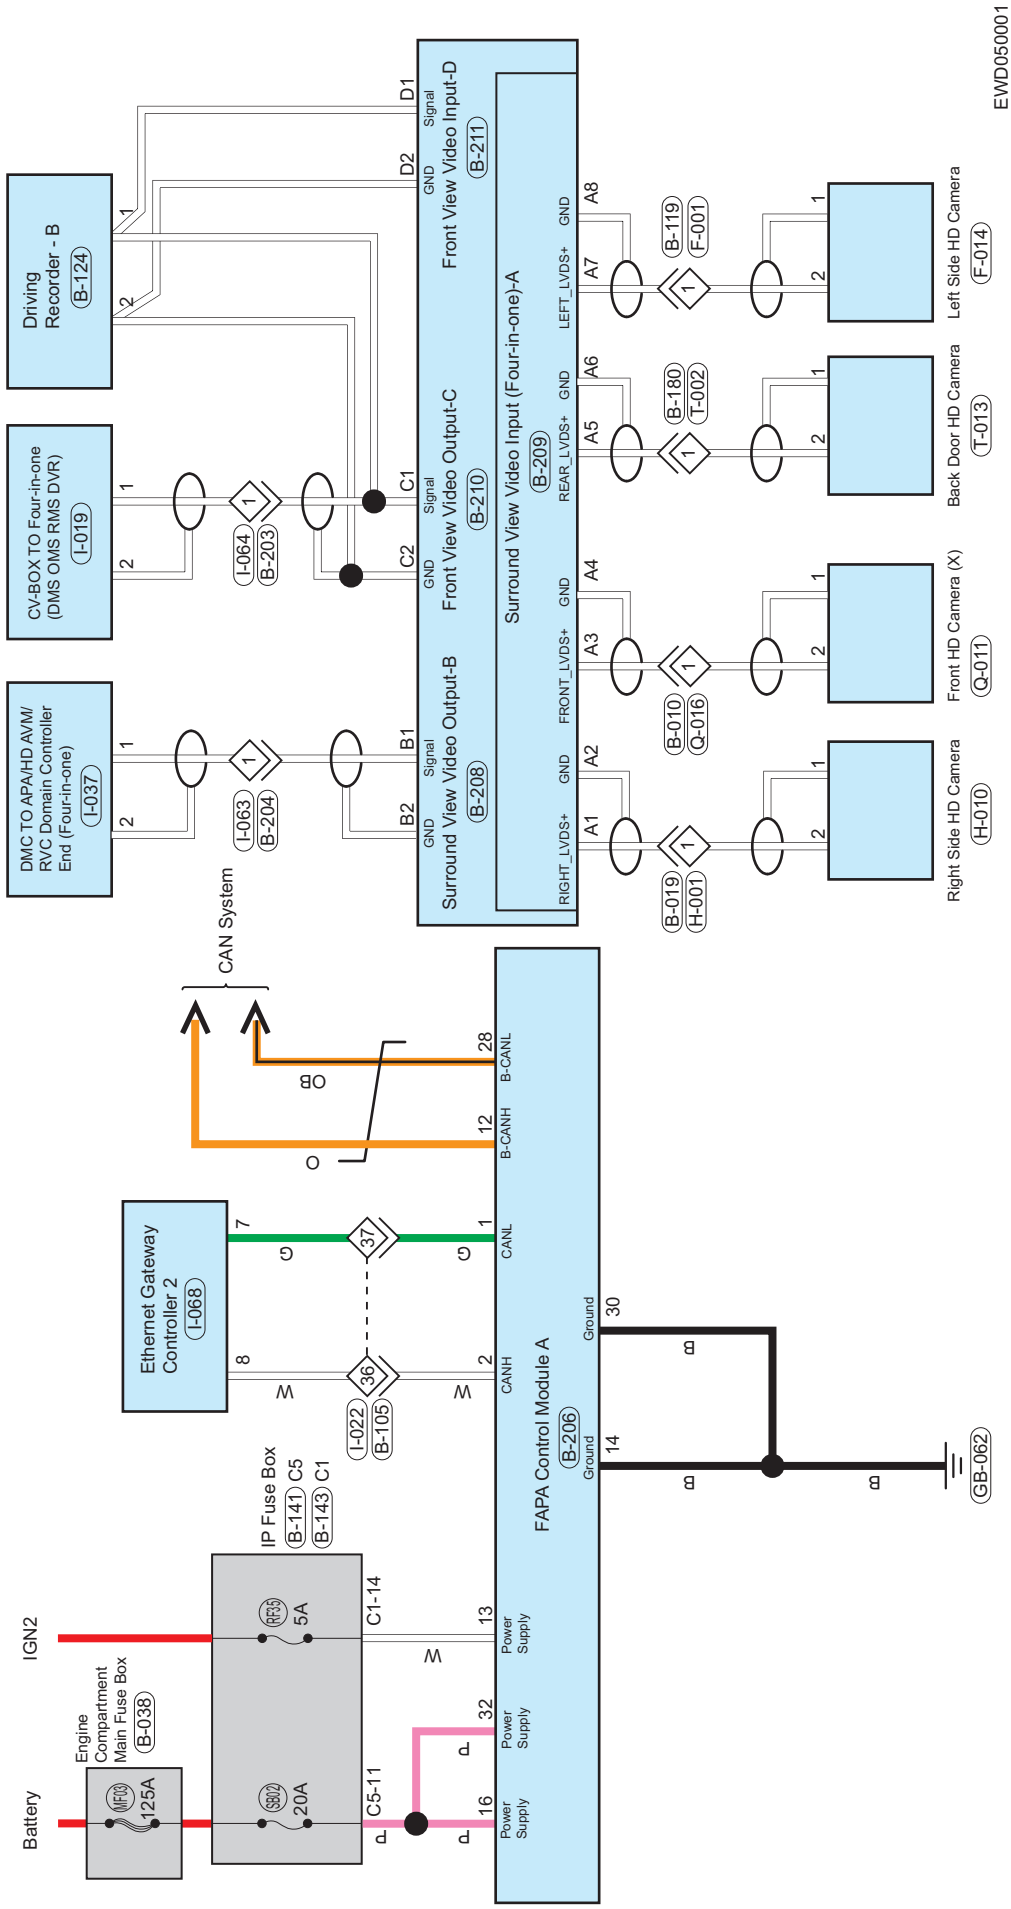 Battery
IGN2
Engine
Compartment
Main Fuse Box
B-038
MF03
125A
IP Fuse Box
B-141 C5
B-143 C1
SB02
20A
RF35
5A
C5-11
C1-14
P
P
P
W
16
32
13
Power
Supply
Power
Supply
Power
Supply
Ethernet Gateway
Controller 2
I-068
8
7
W
G
I-022
B-105
36
37
W
G
2
1
CANH
CANL
CAN System
O
OB
12
28
B-CANH
B-CANL
FAPA Control Module A
B-206
Ground
Ground
14
30
B
B
B
GB-062
DMC TO APA/HD AVM/
RVC Domain Controller
End (Four-in-one)
I-037
2
1
I-063
B-204
1
B2
B1
GND
Signal
Surround View Video Output-B
B-208
CV-BOX TO Four-in-one
(DMS OMS RMS DVR)
I-019
2
1
I-064
B-203
1
C2
C1
GND
Signal
Front View Video Output-C
B-210
Driving
Recorder - B
B-124
2
1
D2
D1
GND
Signal
Front View Video Input-D
B-211
Surround View Video Input (Four-in-one)-A
B-209
RIGHT_LVDS+
GND
FRONT_LVDS+
GND
REAR_LVDS+
GND
LEFT_LVDS+
GND
A1
A2
A3
A4
A5
A6
A7
A8
B-019
H-001
1
B-010
Q-016
1
B-180
T-002
1
B-119
F-001
1
2
1
2
1
2
1
2
1
Right Side HD Camera
H-010
Front HD Camera (X)
Q-011
Back Door HD Camera
T-013
Left Side HD Camera
F-014
EWD050001